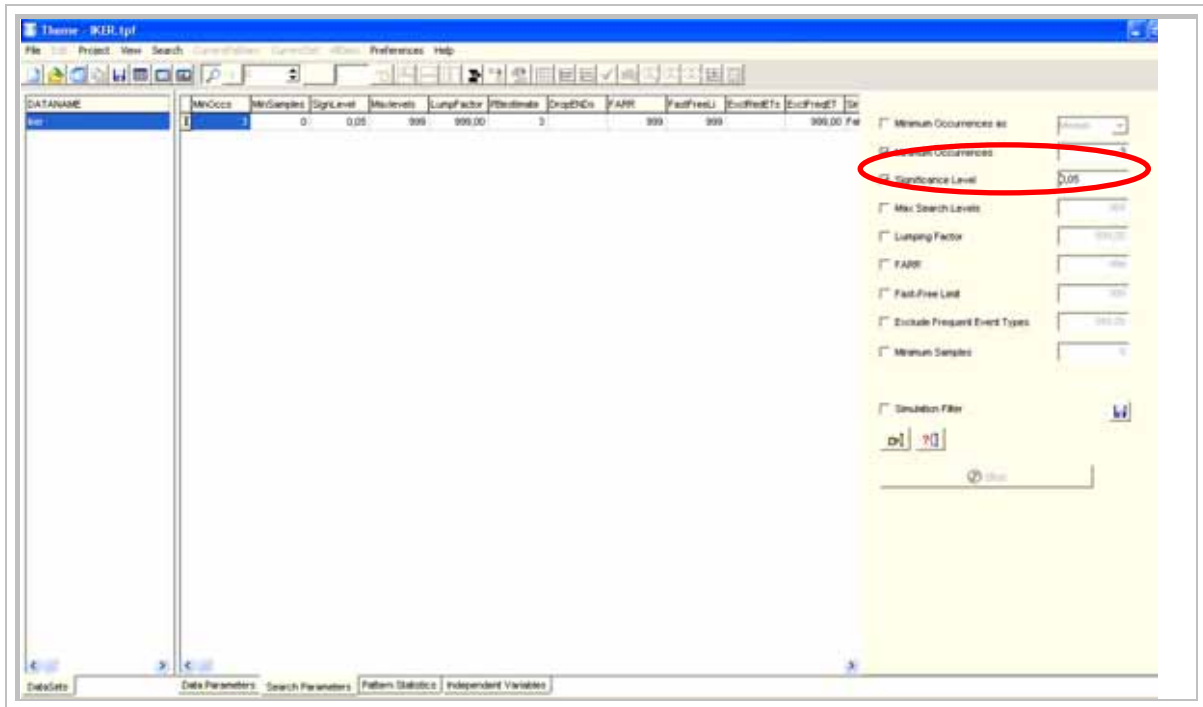 Theme - IKER.tpf
File Edit Project View Search Preferences Help
DATANAME
Iker
MinOccs MinSamples SignLevel Maxlevels LumpFactor DropENDs FARR FastFreeLi ExclFreqET
3 0 0,05 999 999,00 3 999 999 999,00
Minimum Occurrences as
Minimum Occurrences
Significance Level 0,05
Max Search Levels
Lumping Factor
FARR
Fast-Free Limit
Exclude Frequent Event Types
Minimum Samples
Simulation Filter
DataSets
Data Parameters Search Parameters Pattern Statistics Independent Variables